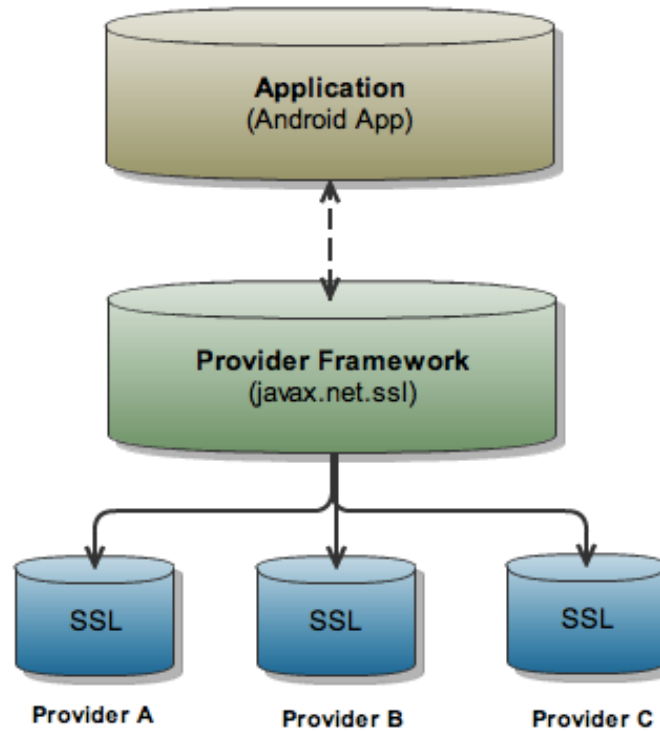 Application
(Android App)
Provider Framework
(javax.net.ssl)
SSL
SSL
SSL
Provider A
Provider B
Provider C